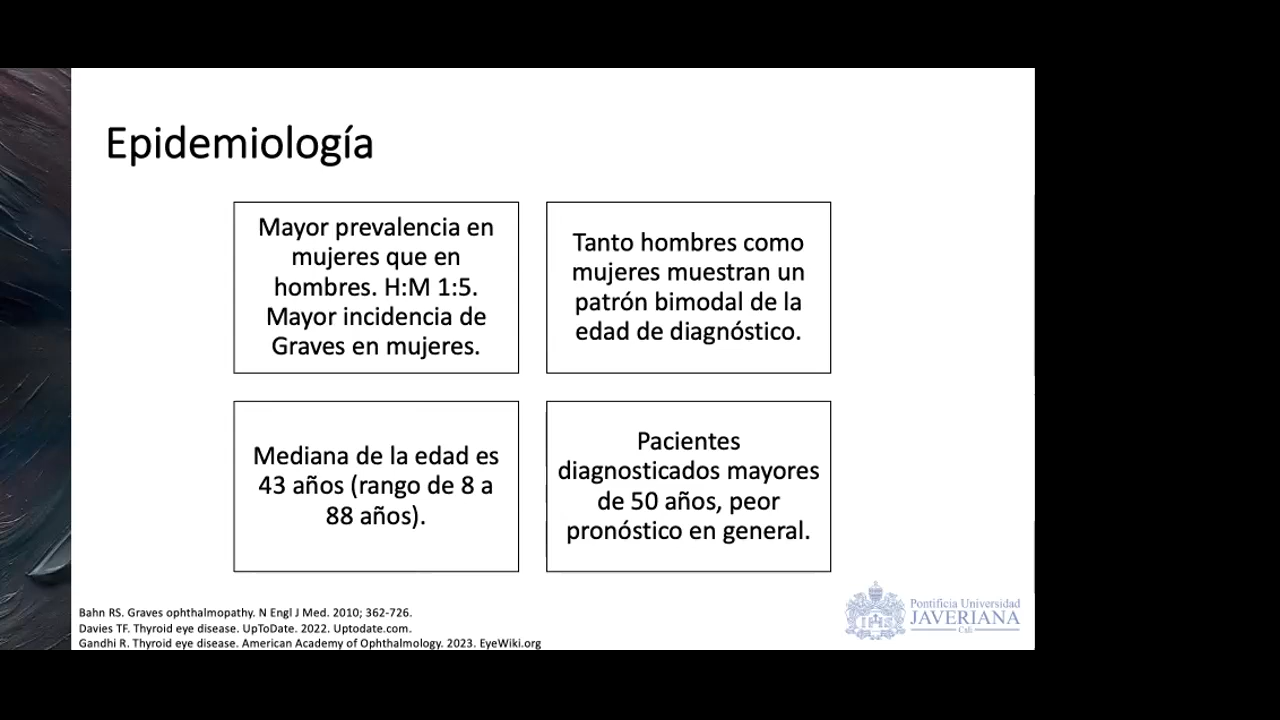 Epidemiología
Mayor prevalencia en
mujeres que en
hombres. H:M 1:5.
Mayor incidencia de
Graves en mujeres.
Tanto hombres como
mujeres muestran un
patrón bimodal de la
edad de diagnóstico.
Mediana de la edad es
43 años (rango de 8 a
88 años).
Pacientes
diagnosticados mayores
de 50 años, peor
pronóstico en general.
Bahn RS. Graves ophthalmopathy. N Engl J Med. 2010; 362-726.
Davies TF. Thyroid eye disease. UpToDate. 2022. Uptodate.com.
Gandhi R. Thyroid eye disease. American Academy of Ophthalmology. 2023. EyeWiki.org
IHS
Pontificia Universidad
JAVERIANA
Cali